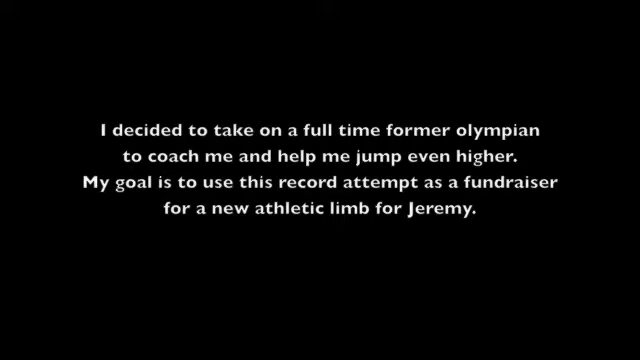 I decided to take on a full time former olympian
to coach me and help me jump even higher.
My goal is to use this record attempt as a fundraiser
for a new athletic limb for Jeremy.